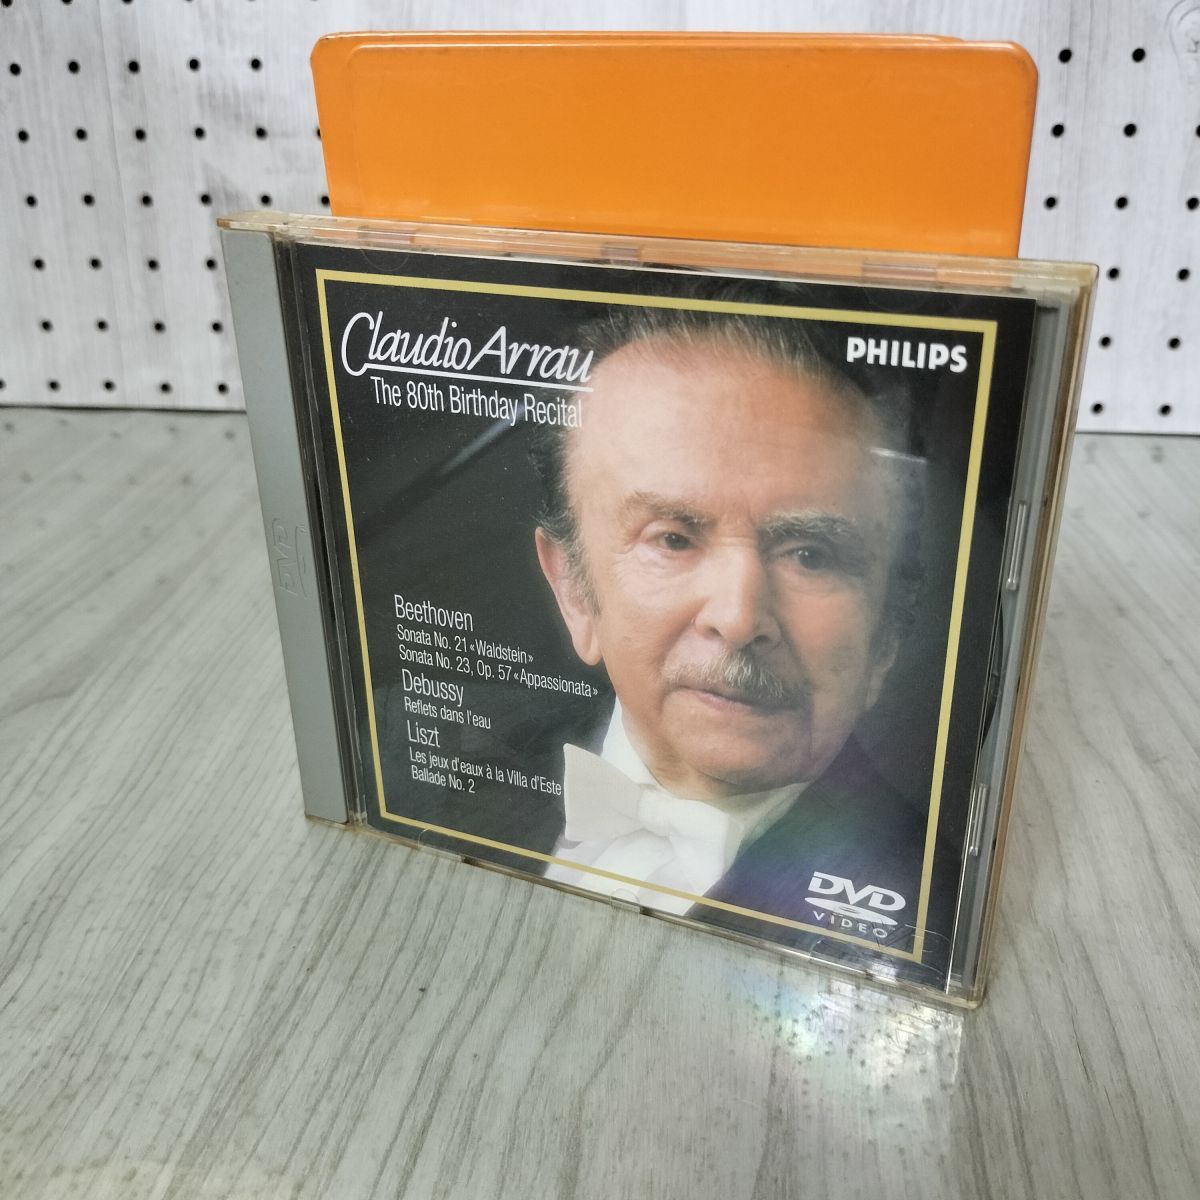 Claudio Arrau
The 80th Birthday Recital
PHILIPS
Beethoven
Sonata No. 21 «Waldstein»
Sonata No. 23, Op. 57 «Appassionata»
Debussy
Reflets dans l'eau
Liszt
Les jeux d'eaux à la Villa d'Este
Ballade No. 2
DVD
VIDEO
DVD